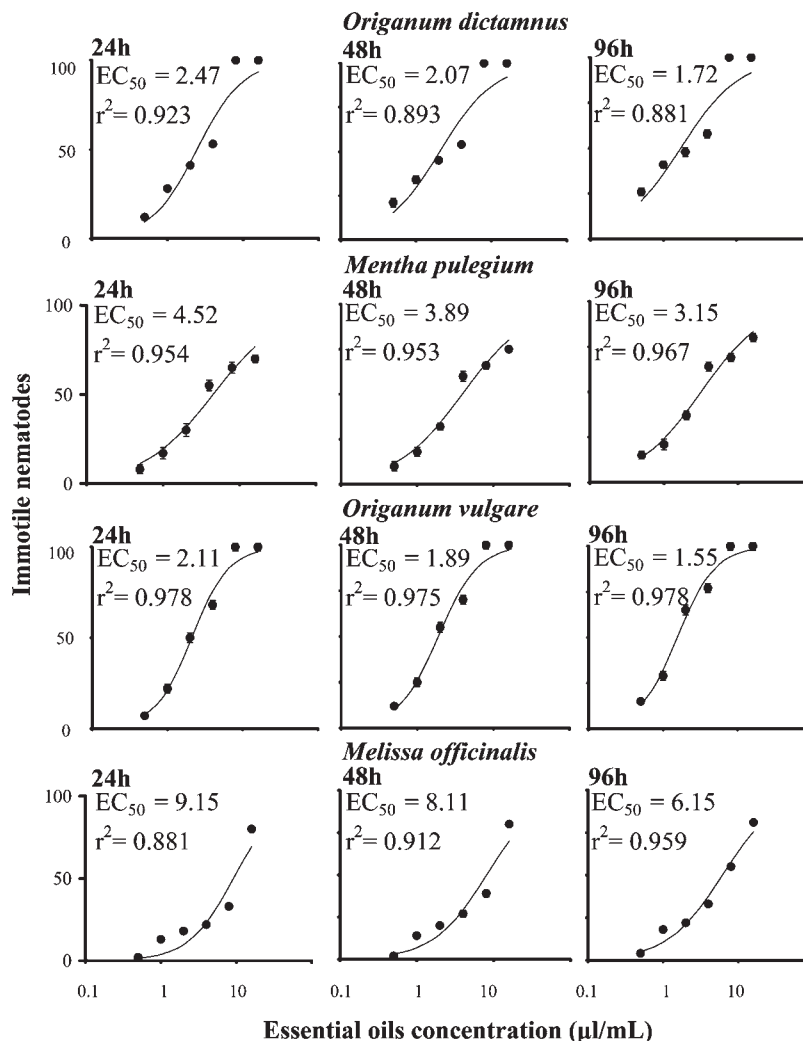 Origanum dictamnus
24h 48h 96h
EC50 = 2.47 EC50 = 2.07 EC50 = 1.72
r2= 0.923 r2= 0.893 r2= 0.881
100
50
0
Mentha pulegium
24h 48h 96h
EC50 = 4.52 EC50 = 3.89 EC50 = 3.15
r2= 0.954 r2= 0.953 r2= 0.967
100
50
0
Origanum vulgare
24h 48h 96h
EC50 = 2.11 EC50 = 1.89 EC50 = 1.55
r2= 0.978 r2= 0.975 r2= 0.978
100
50
0
Melissa officinalis
24h 48h 96h
EC50 = 9.15 EC50 = 8.11 EC50 = 6.15
r2= 0.881 r2= 0.912 r2= 0.959
100
50
0
0.1 1 10 0.1 1 10 0.1 1 10
Immotile nematodes
Essential oils concentration (μl/mL)